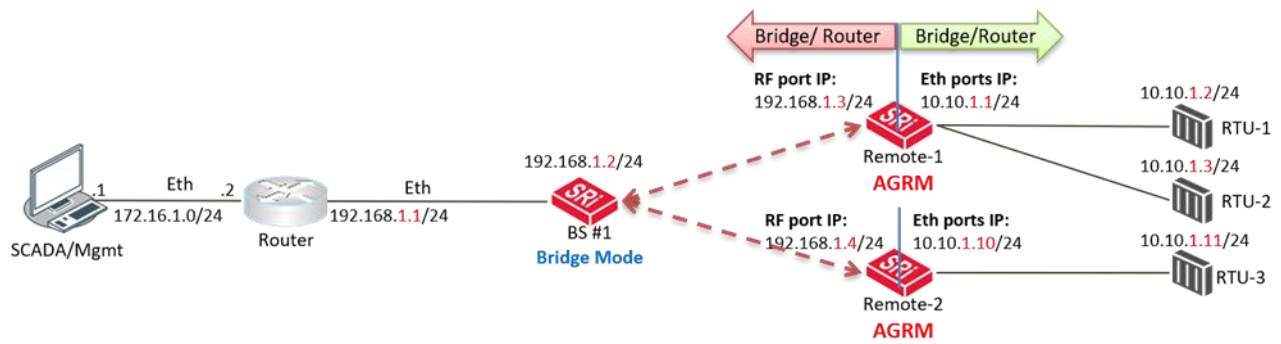 Bridge/ Router
Bridge/Router
RF port IP:
192.168.1.3/24
Eth ports IP:
10.10.1.1/24
10.10.1.2/24
SRi
RTU-1
Remote-1
AGRM
192.168.1.2/24
10.10.1.3/24
.1
Eth
.2
172.16.1.0/24
Eth
192.168.1.1/24
SRi
RTU-2
SCADA/Mgmt
Router
BS #1
Bridge Mode
RF port IP:
192.168.1.4/24
Eth ports IP:
10.10.1.10/24
10.10.1.11/24
SRi
RTU-3
Remote-2
AGRM